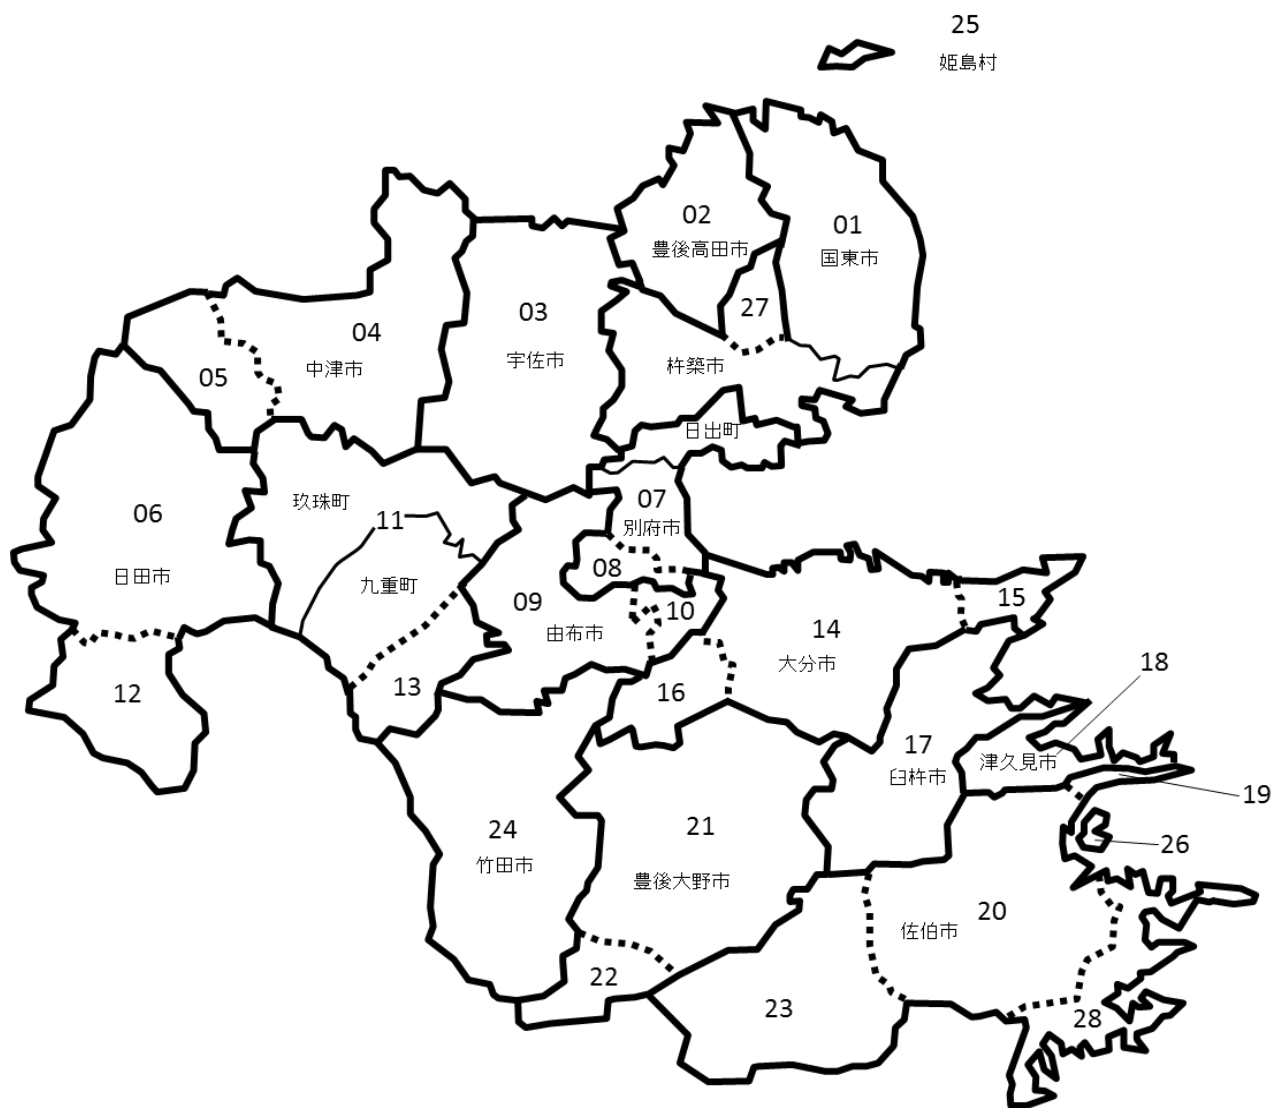 25
姫島村
02
豊後高田市
01
国東市
27
03
宇佐市
04
中津市
杵築市
05
日出町
玖珠町
07
別府市
06
日田市
11
九重町
08
09
由布市
10
15
14
大分市
18
12
13
16
17
臼杵市
津久見市
19
24
竹田市
21
豊後大野市
26
20
佐伯市
22
23
28